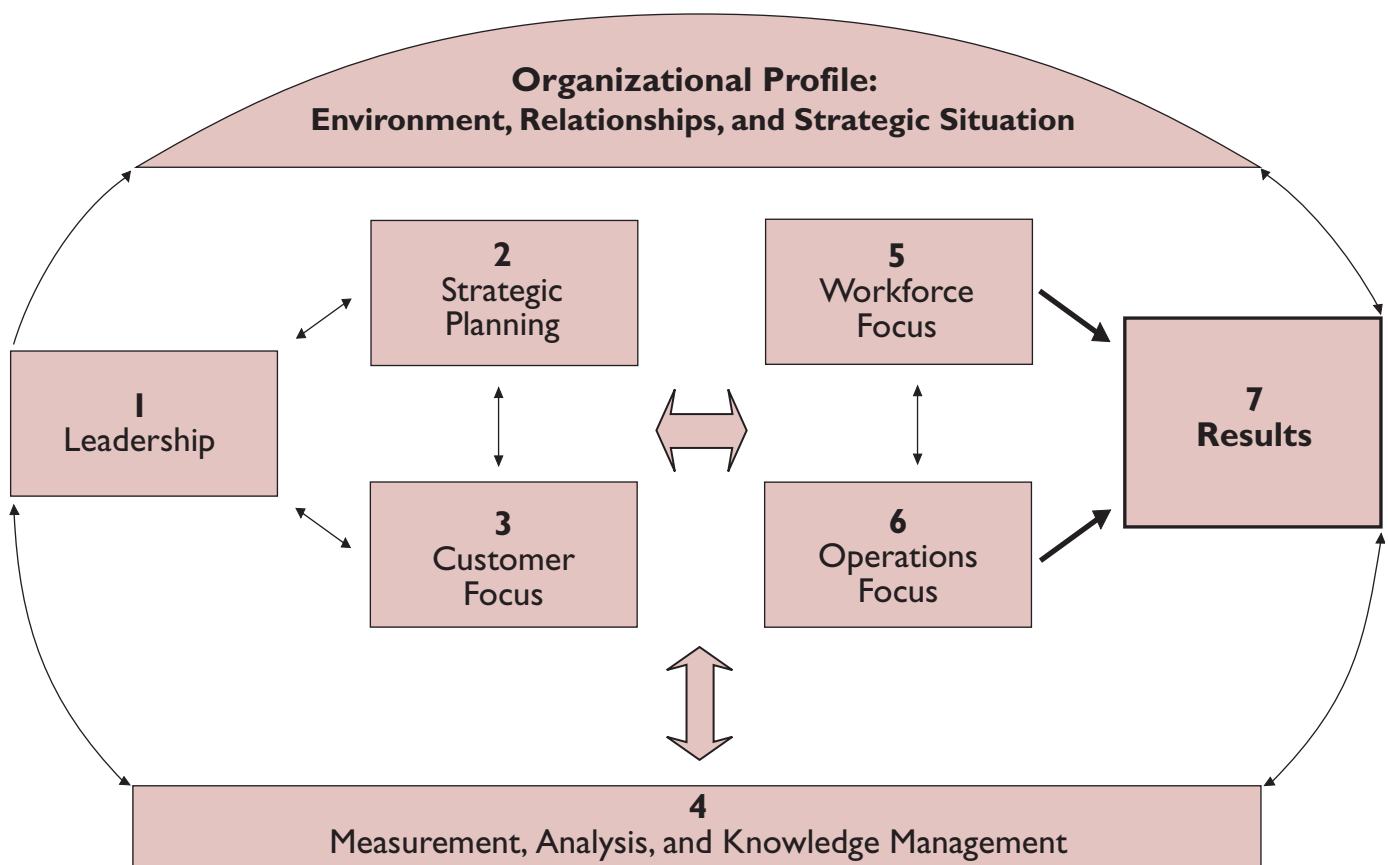 Organizational Profile:
Environment, Relationships, and Strategic Situation
1
Leadership
2
Strategic
Planning
3
Customer
Focus
5
Workforce
Focus
6
Operations
Focus
7
Results
4
Measurement, Analysis, and Knowledge Management